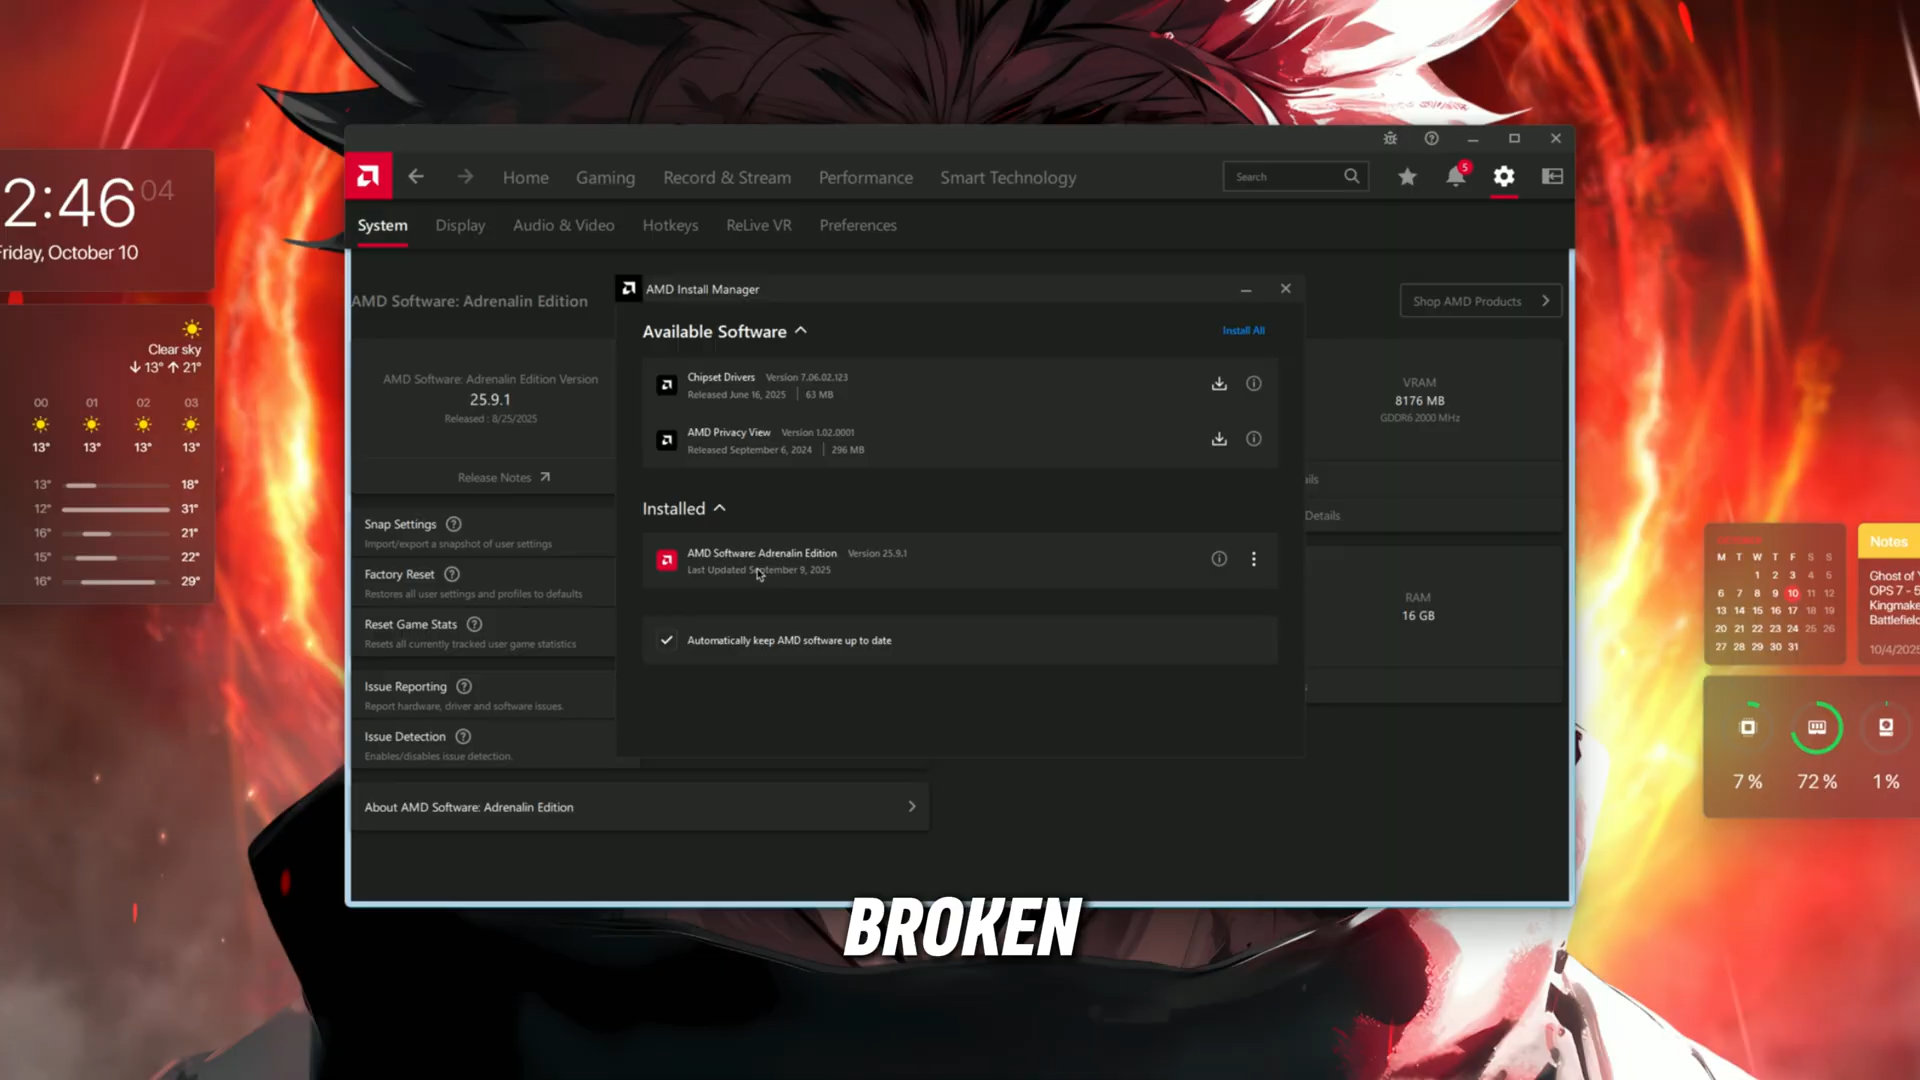 2:46 04
riday, October 10
Clear sky
↓ 13° ↑ 21°
00 01 02 03
13° 13° 13° 13°
13° 18°
12° 31°
16° 21°
15° 22°
16° 29°
Home Gaming Record & Stream Performance Smart Technology
Search
5
System Display Audio & Video Hotkeys ReLive VR Preferences
AMD Software: Adrenalin Edition
Shop AMD Products
AMD Software: Adrenalin Edition Version
25.9.1
Released : 8/25/2025
Release Notes
Snap Settings
Import/export a snapshot of user settings
Factory Reset
Restores all user settings and profiles to defaults
Reset Game Stats
Resets all currently tracked user game statistics
Issue Reporting
Report hardware, driver and software issues.
Issue Detection
Enables/disables issue detection.
About AMD Software: Adrenalin Edition
AMD Install Manager
Available Software
Install All
Chipset Drivers Version 7.06.02.123
Released June 16, 2025 | 63 MB
AMD Privacy View Version 1.02.0001
Released September 6, 2024 | 296 MB
Installed
AMD Software: Adrenalin Edition Version 25.9.1
Last Updated September 9, 2025
Automatically keep AMD software up to date
VRAM
8176 MB
GDDR6 2000 MHz
ils
Details
RAM
16 GB
M T W T F S S
1 2 3 4 5
6 7 8 9 10 11 12
13 14 15 16 17 18 19
20 21 22 23 24 25 26
27 28 29 30 31
Notes
Ghost of Y
OPS 7 - 5
Kingmake
Battlefiel
10/4/2025
7% 72% 1%
BROKEN